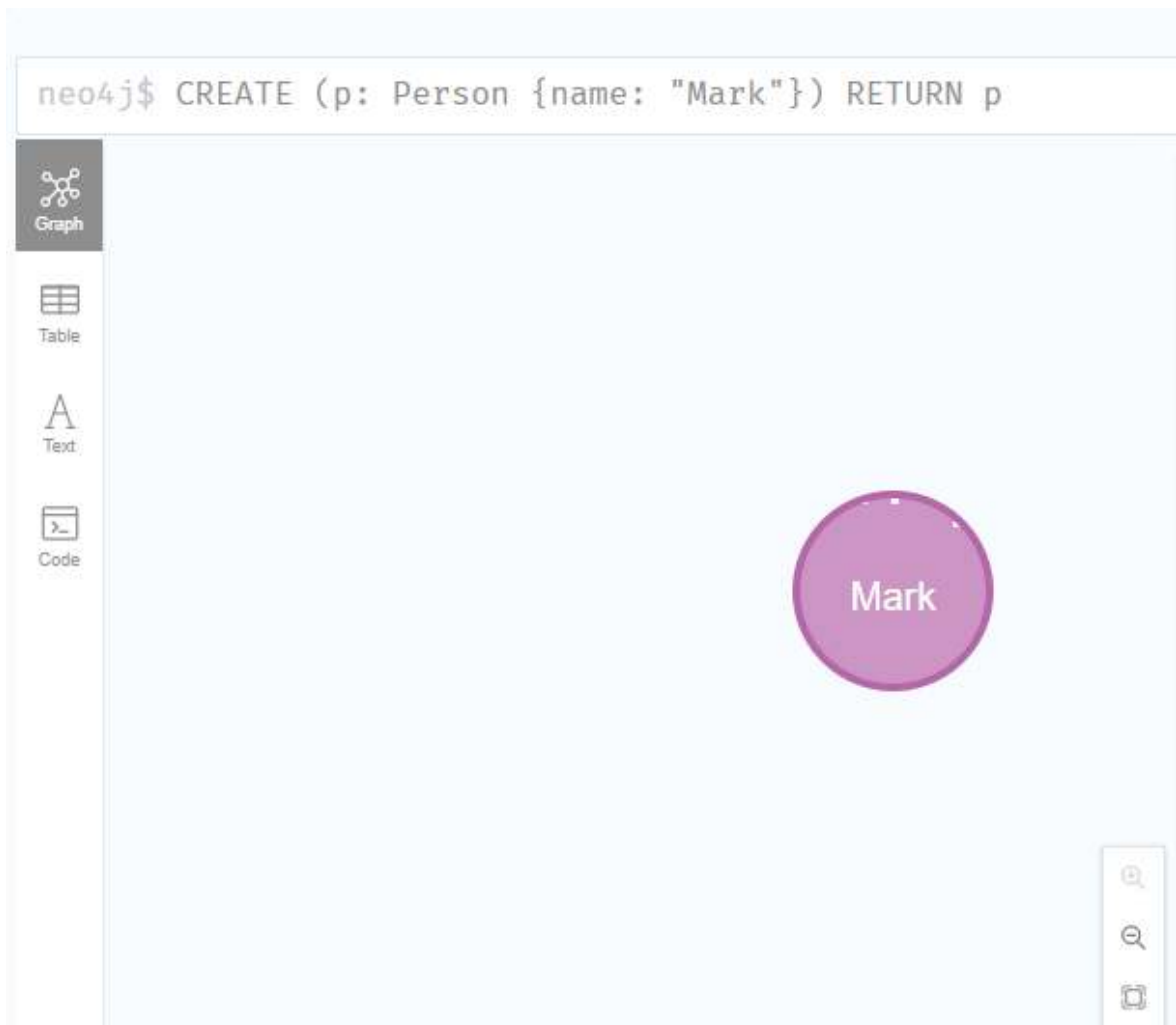 neo4j$ CREATE (p: Person {name: "Mark"}) RETURN p
Graph
Table
A
Text
Code
Mark